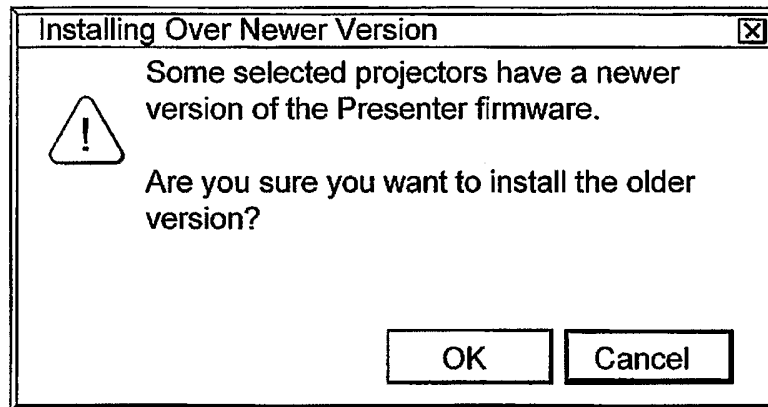 Installing Over Newer Version
Some selected projectors have a newer
version of the Presenter firmware.
Are you sure you want to install the older
version?
OK
Cancel